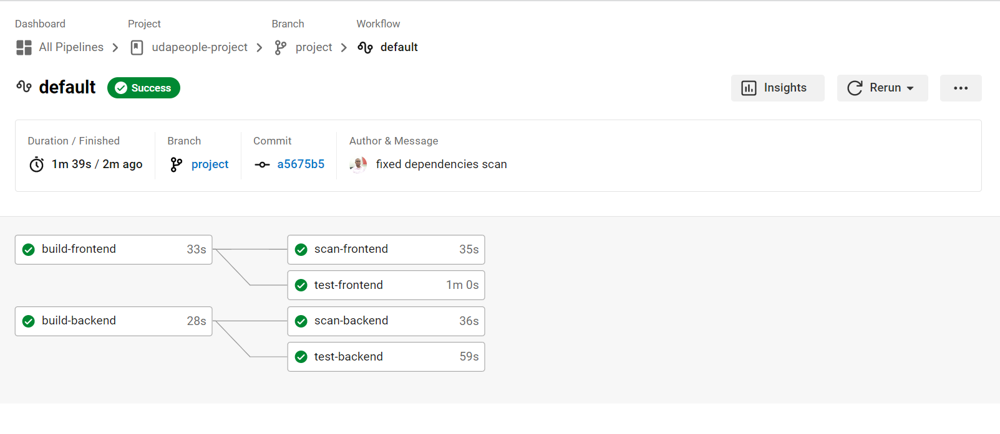 Dashboard Project Branch Workflow
All Pipelines udapeople-project project default
default Success Insights Rerun
Duration / Finished Branch Commit Author & Message
1m 39s / 2m ago project a5675b5 fixed dependencies scan
build-frontend 33s scan-frontend 35s
test-frontend 1m 0s
build-backend 28s scan-backend 36s
test-backend 59s